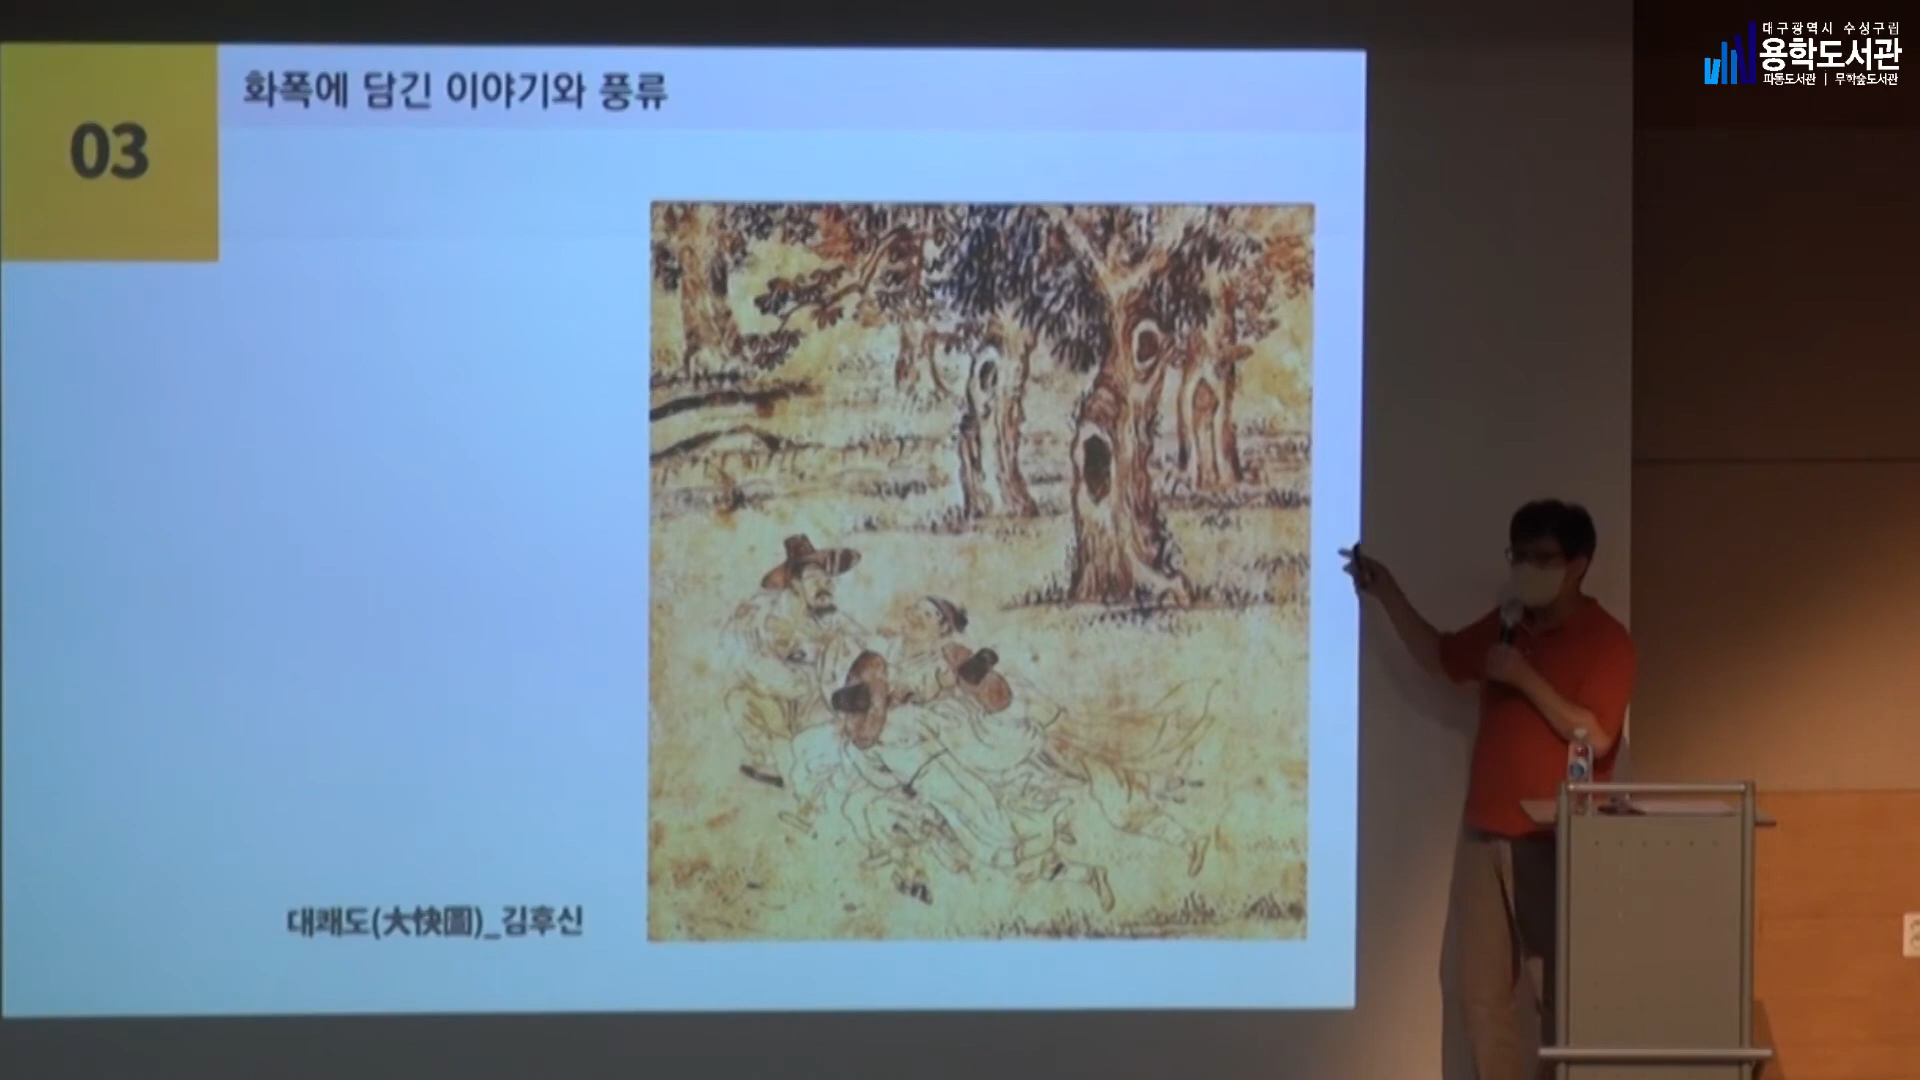 03
화폭에 담긴 이야기와 풍류
대쾌도(大快圖)_김후신
대구광역시 수성구립
용학도서관
파동도서관 | 무학숲도서관